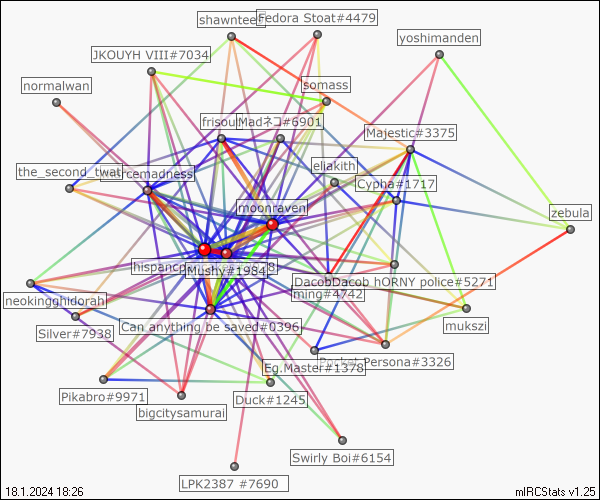 shawntee
Fedora Stoat#4479
yoshimanden
JKOUYH VIII#7034
normalwan
somass
frisou
Madネコ#6901
Majestic#3375
eliakith
the_second_twat
rcemadness
Cypha#1717
moonraven
zebula
hispanco
Mushy#1984
DacobDacob hORNY police#5271
ming#4742
neokingghidorah
mukszi
Silver#7938
Can anything be saved#0396
Pocket Persona#3326
Eg.Master#1378
Pikabro#9971
Duck#1245
bigcitysamurai
Swirly Boi#6154
LPK2387 #7690
18.1.2024 18:26
mIRCStats v1.25